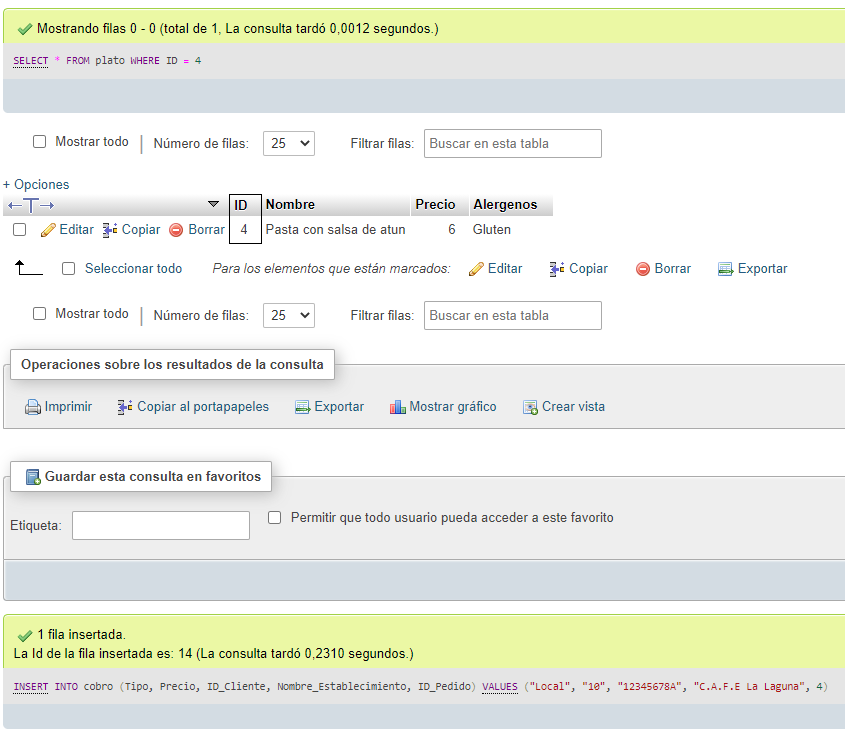 Mostrando filas 0 - 0 (total de 1, La consulta tardó 0,0012 segundos.)
SELECT * FROM plato WHERE ID = 4
Mostrar todo | Número de filas: 25 Filtrar filas: Buscar en esta tabla
+ Opciones
←T→ ID Nombre Precio Alergenos
Editar Copiar Borrar 4 Pasta con salsa de atun 6 Gluten
Seleccionar todo Para los elementos que están marcados: Editar Copiar Borrar Exportar
Mostrar todo | Número de filas: 25 Filtrar filas: Buscar en esta tabla
Operaciones sobre los resultados de la consulta
Imprimir Copiar al portapapeles Exportar Mostrar gráfico Crear vista
Guardar esta consulta en favoritos
Etiqueta: Permitir que todo usuario pueda acceder a este favorito
1 fila insertada.
La Id de la fila insertada es: 14 (La consulta tardó 0,2310 segundos.)
INSERT INTO cobro (Tipo, Precio, ID_Cliente, Nombre_Establecimiento, ID_Pedido) VALUES ("Local", "10", "12345678A", "C.A.F.E La Laguna", 4)